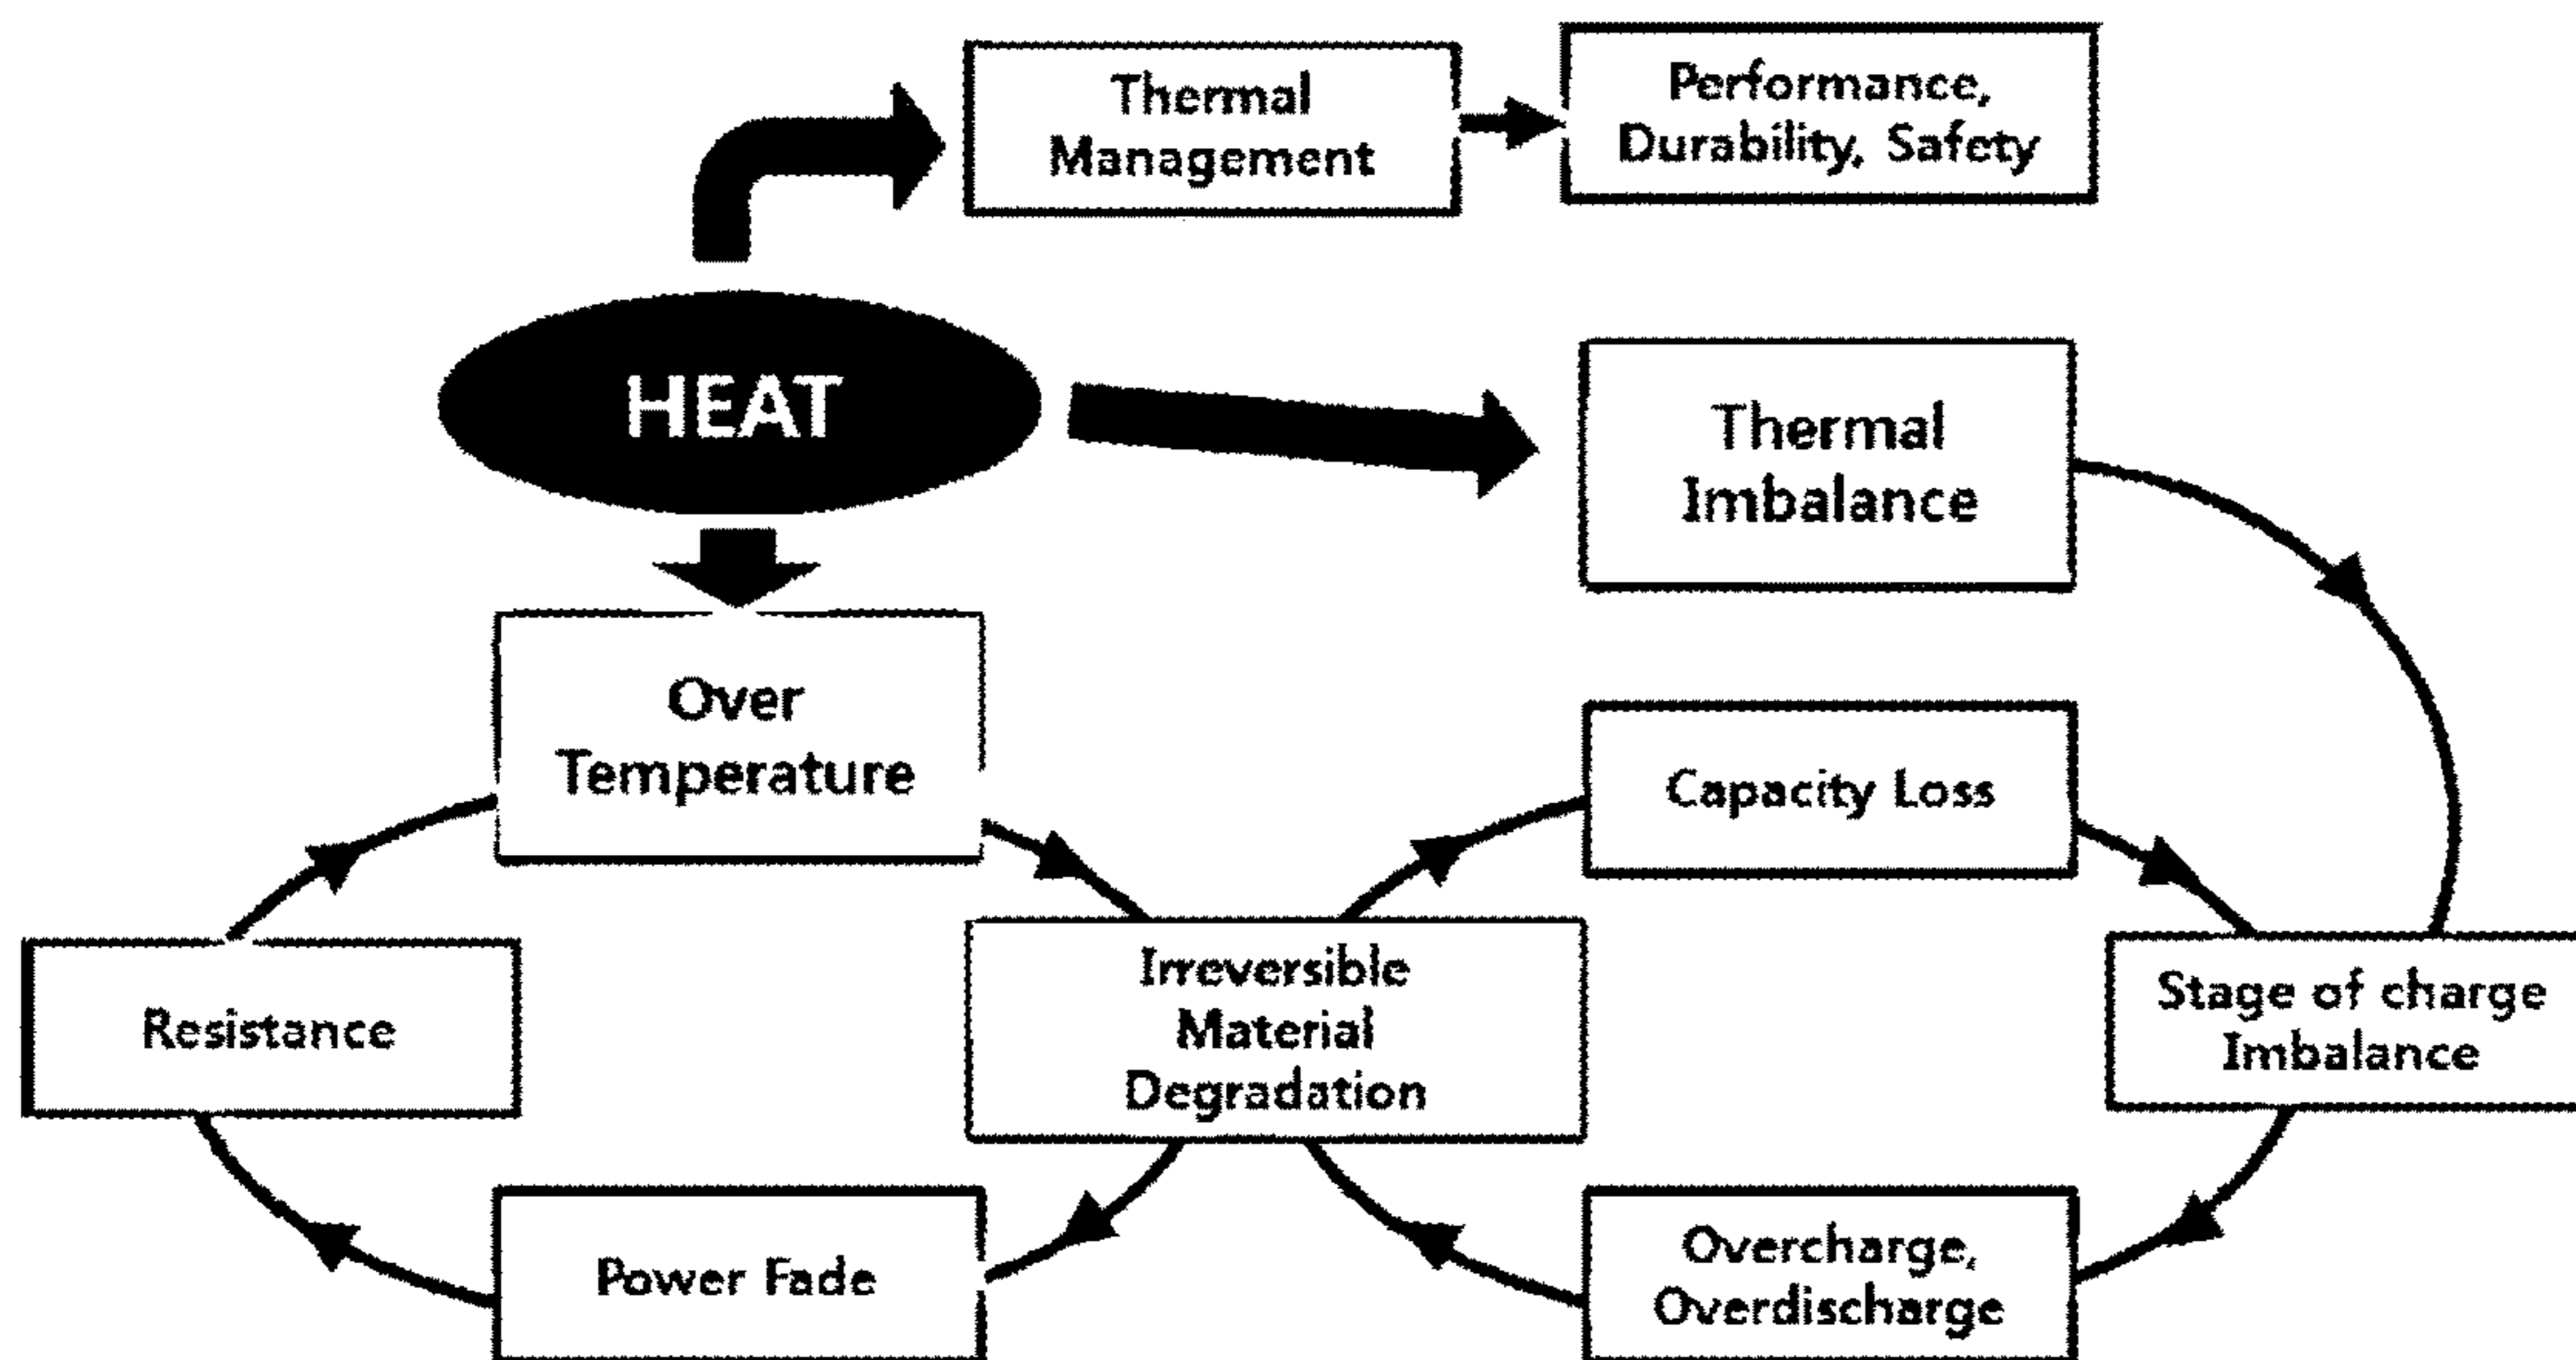 Thermal
Management
Performance,
Durability, Safety
HEAT
Thermal
Imbalance
Over
Temperature
Capacity Loss
Resistance
Irreversible
Material
Degradation
Stage of charge
Imbalance
Power Fade
Overcharge,
Overdischarge